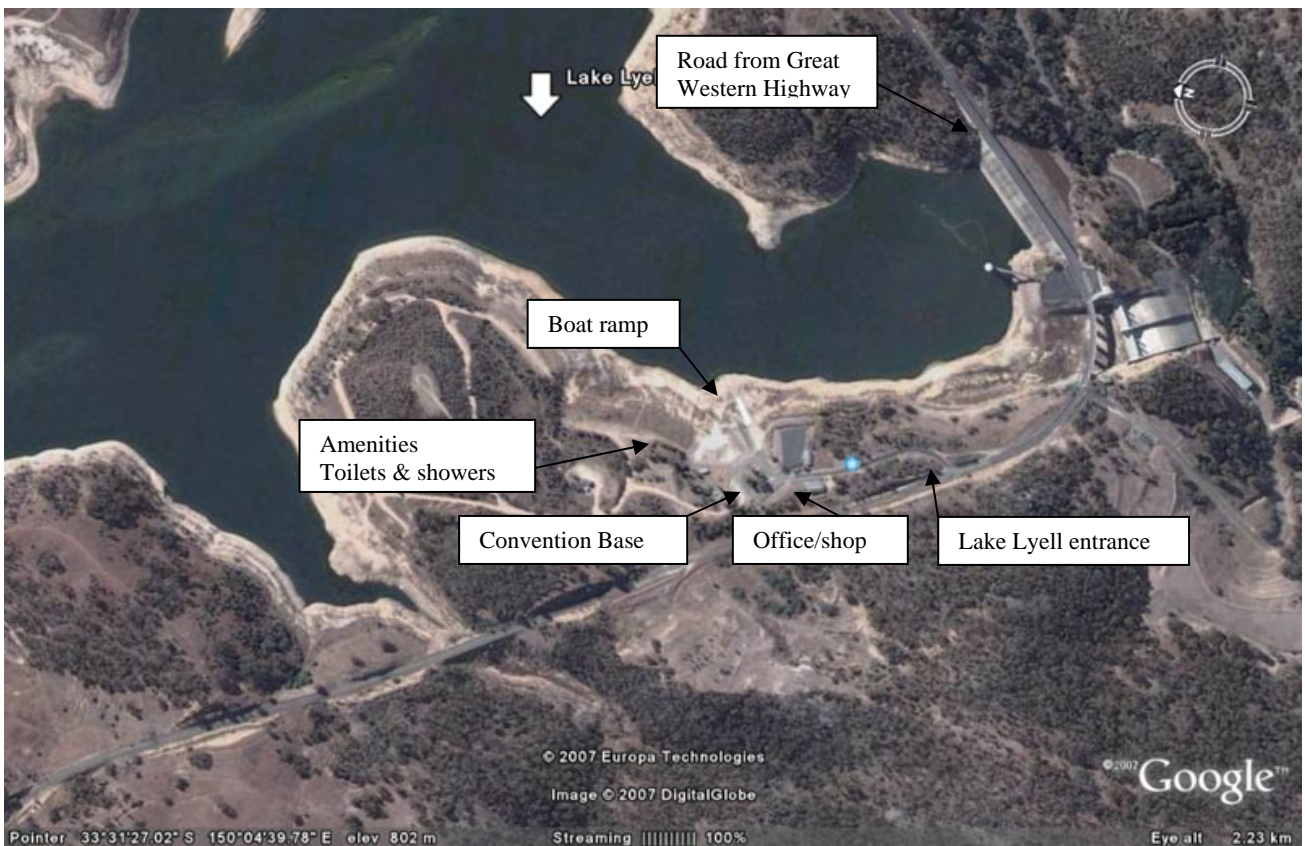 Road from Great
Western Highway
Lake Lyel
N
Boat ramp
Amenities
Toilets & showers
Convention Base
Office/shop
Lake Lyell entrance
© 2007 Europa Technologies
Image © 2007 DigitalGlobe
©2007 Google™
Pointer 33°31'27.02" S 150°04'39.78" E elev 802 m
Streaming |||||||||| 100%
Eye alt 2.23 km